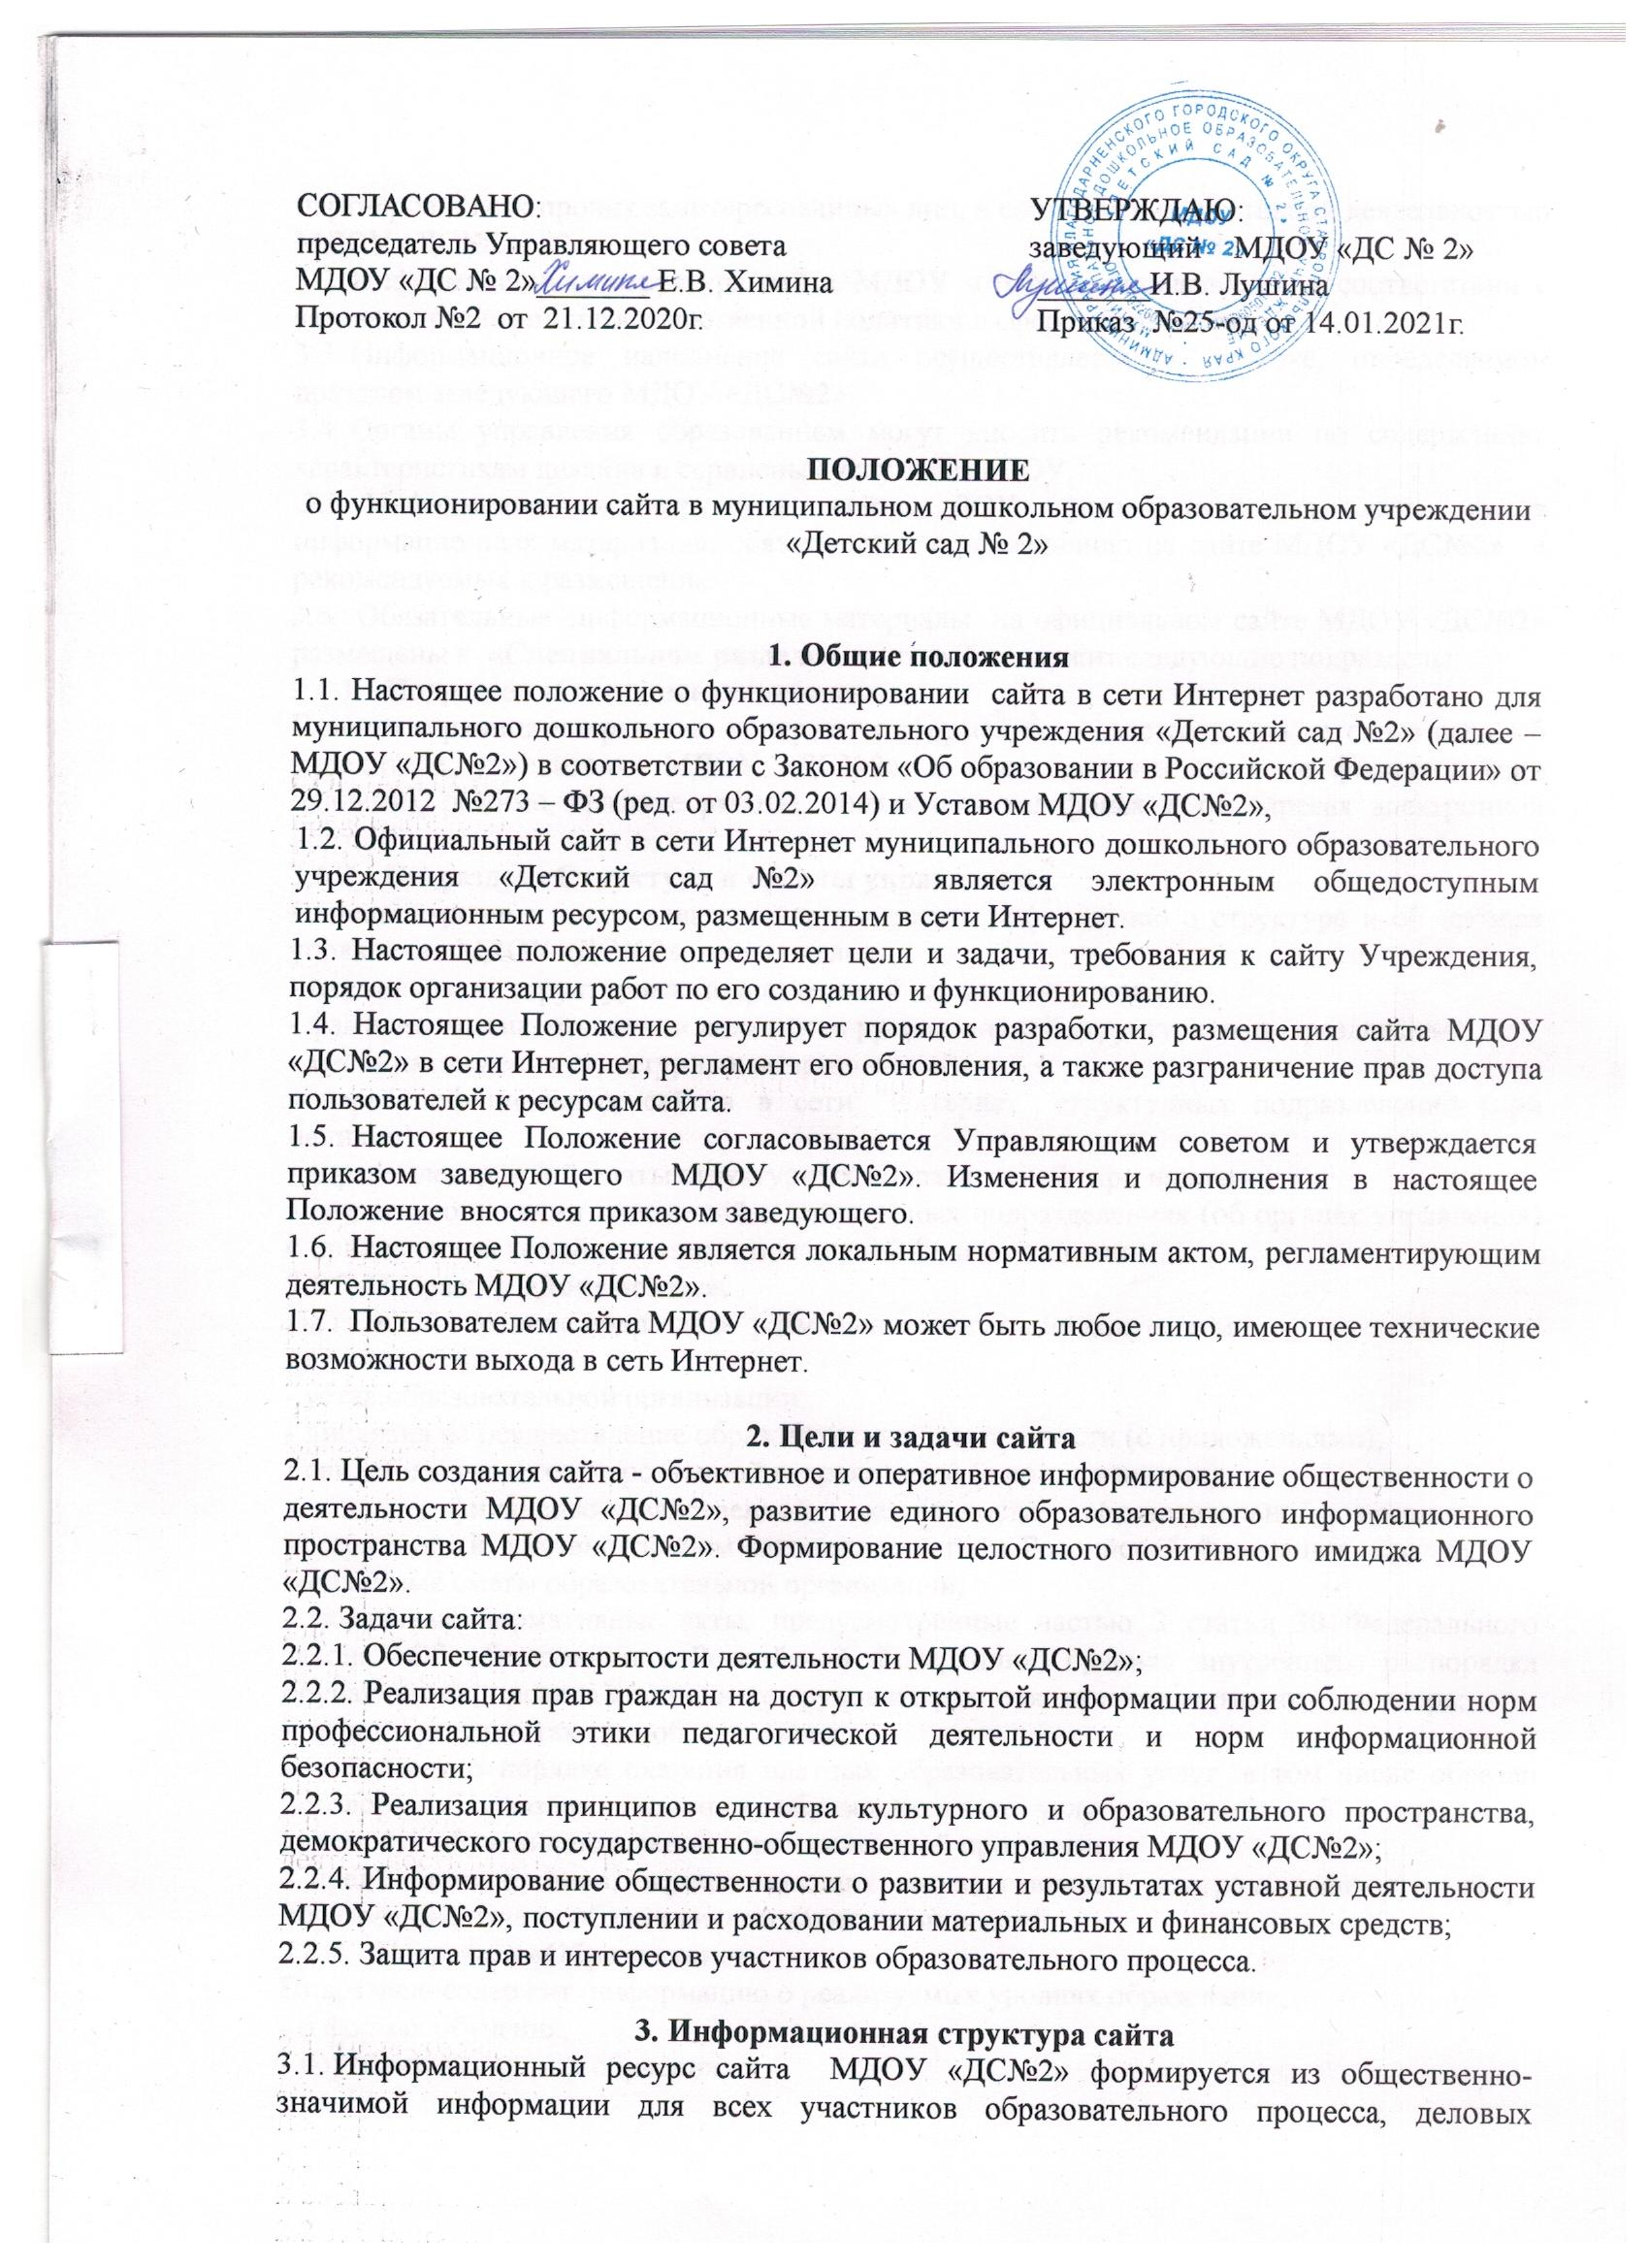 СОГЛАСОВАНО:
председатель Управляющего совета
МДОУ «ДС № 2»_______Е.В. Химина
Протокол №2 от 21.12.2020г.
УТВЕРЖДАЮ:
заведующий МДОУ «ДС № 2»
И.В. Лушина
Приказ №25-од от 14.01.2021г.
МДОУ
«ДС № 2»
ПОЛОЖЕНИЕ
о функционировании сайта в муниципальном дошкольном образовательном учреждении
«Детский сад № 2»
1. Общие положения
1.1. Настоящее положение о функционировании сайта в сети Интернет разработано для
муниципального дошкольного образовательного учреждения «Детский сад №2» (далее –
МДОУ «ДС№2») в соответствии с Законом «Об образовании в Российской Федерации» от
29.12.2012 №273 – ФЗ (ред. от 03.02.2014) и Уставом МДОУ «ДС№2»,
1.2. Официальный сайт в сети Интернет муниципального дошкольного образовательного
учреждения «Детский сад №2» является электронным общедоступным
информационным ресурсом, размещенным в сети Интернет.
1.3. Настоящее положение определяет цели и задачи, требования к сайту Учреждения,
порядок организации работ по его созданию и функционированию.
1.4. Настоящее Положение регулирует порядок разработки, размещения сайта МДОУ
«ДС№2» в сети Интернет, регламент его обновления, а также разграничение прав доступа
пользователей к ресурсам сайта.
1.5. Настоящее Положение согласовывается Управляющим советом и утверждается
приказом заведующего МДОУ «ДС№2». Изменения и дополнения в настоящее
Положение вносятся приказом заведующего.
1.6. Настоящее Положение является локальным нормативным актом, регламентирующим
деятельность МДОУ «ДС№2».
1.7. Пользователем сайта МДОУ «ДС№2» может быть любое лицо, имеющее технические
возможности выхода в сеть Интернет.
2. Цели и задачи сайта
2.1. Цель создания сайта - объективное и оперативное информирование общественности о
деятельности МДОУ «ДС№2», развитие единого образовательного информационного
пространства МДОУ «ДС№2». Формирование целостного позитивного имиджа МДОУ
«ДС№2».
2.2. Задачи сайта:
2.2.1. Обеспечение открытости деятельности МДОУ «ДС№2»;
2.2.2. Реализация прав граждан на доступ к открытой информации при соблюдении норм
профессиональной этики педагогической деятельности и норм информационной
безопасности;
2.2.3. Реализация принципов единства культурного и образовательного пространства,
демократического государственно-общественного управления МДОУ «ДС№2»;
2.2.4. Информирование общественности о развитии и результатах уставной деятельности
МДОУ «ДС№2», поступлении и расходовании материальных и финансовых средств;
2.2.5. Защита прав и интересов участников образовательного процесса.
3. Информационная структура сайта
3.1. Информационный ресурс сайта МДОУ «ДС№2» формируется из общественно-
значимой информации для всех участников образовательного процесса, деловых